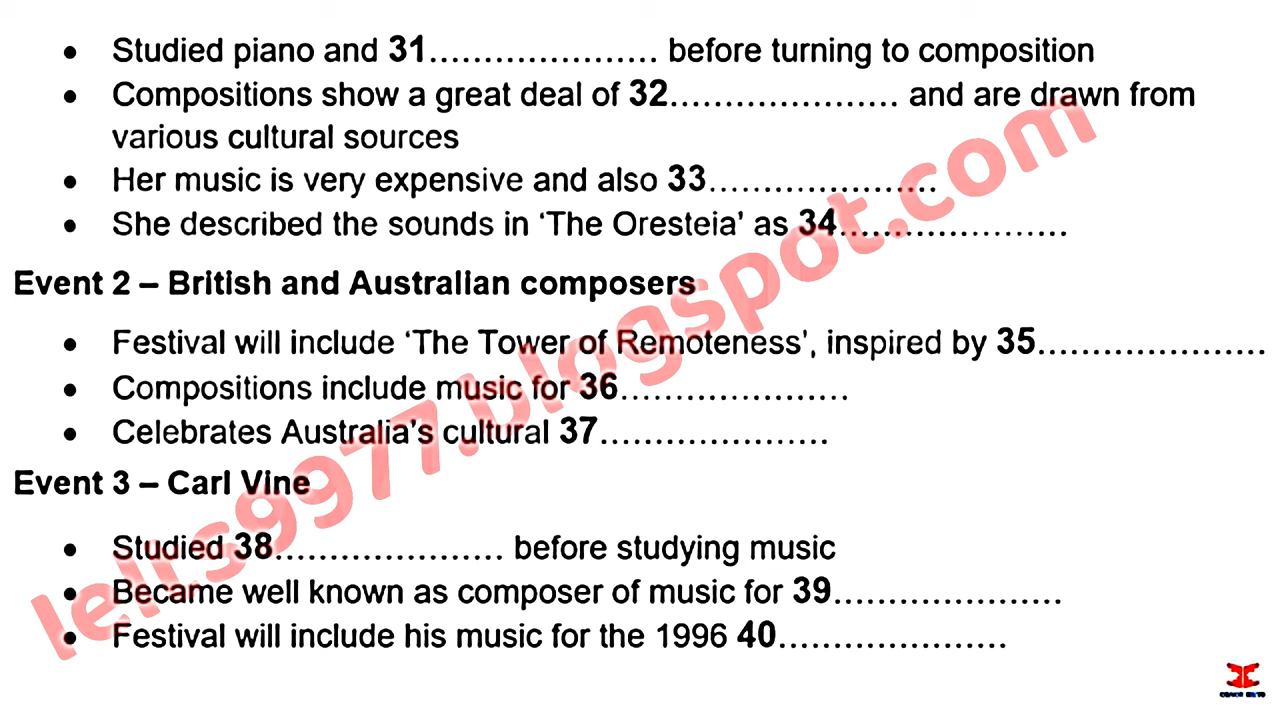 • Studied piano and 31..................... before turning to composition
• Compositions show a great deal of 32..................... and are drawn from
various cultural sources
• Her music is very expensive and also 33.....................
• She described the sounds in ‘The Oresteia’ as 34.....................
Event 2 – British and Australian composers
• Festival will include ‘The Tower of Remoteness’, inspired by 35.....................
• Compositions include music for 36.....................
• Celebrates Australia’s cultural 37.....................
Event 3 – Carl Vine
• Studied 38..................... before studying music
• Became well known as composer of music for 39.....................
• Festival will include his music for the 1996 40.....................
Ielts9977.blogspot.com